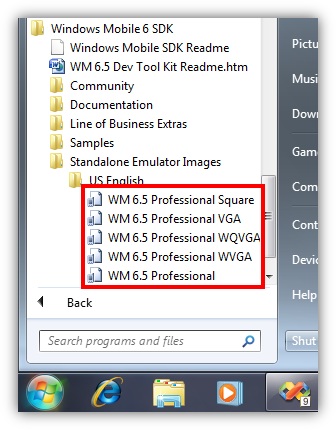 Windows Mobile 6 SDK
Windows Mobile SDK Readme
WM 6.5 Dev Tool Kit Readme.htm
Community
Documentation
Line of Business Extras
Samples
Standalone Emulator Images
US English
WM 6.5 Professional Square
WM 6.5 Professional VGA
WM 6.5 Professional WQVGA
WM 6.5 Professional WVGA
WM 6.5 Professional
Back
Search programs and files
Pictu
Musi
Dow
Gam
Com
Cont
Devi
Help
Shut
9